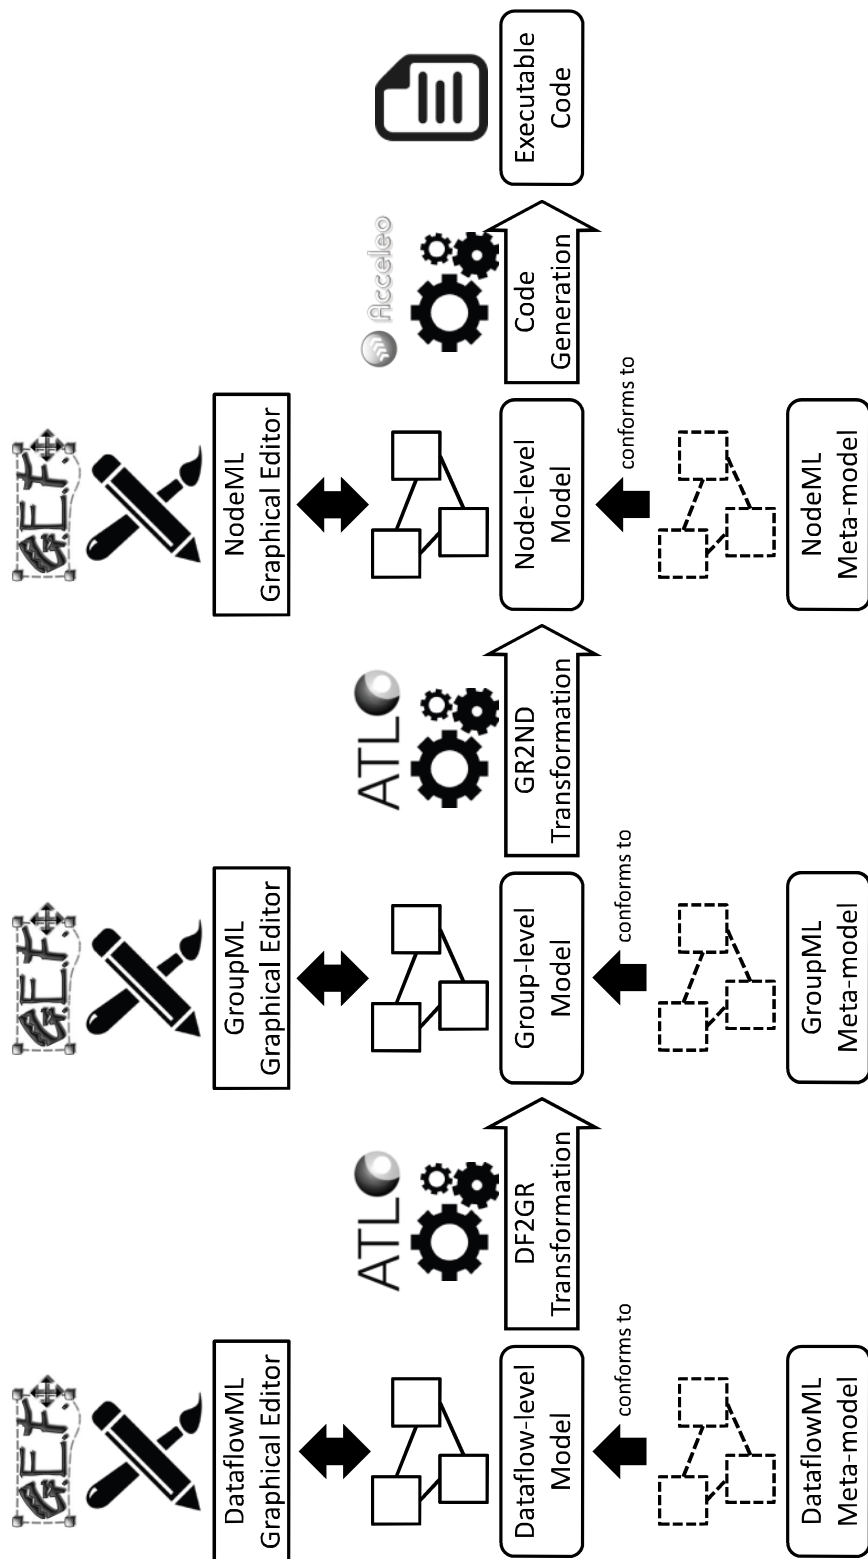 G.E.F.
G.E.F.
G.E.F.
DataflowML
Graphical Editor
GroupML
Graphical Editor
NodeML
Graphical Editor
ATL
ATL
Acceleo
Dataflow-level
Model
DF2GR
Transformation
Group-level
Model
GR2ND
Transformation
Node-level
Model
Code
Generation
Executable
Code
conforms to
conforms to
conforms to
DataflowML
Meta-model
GroupML
Meta-model
NodeML
Meta-model